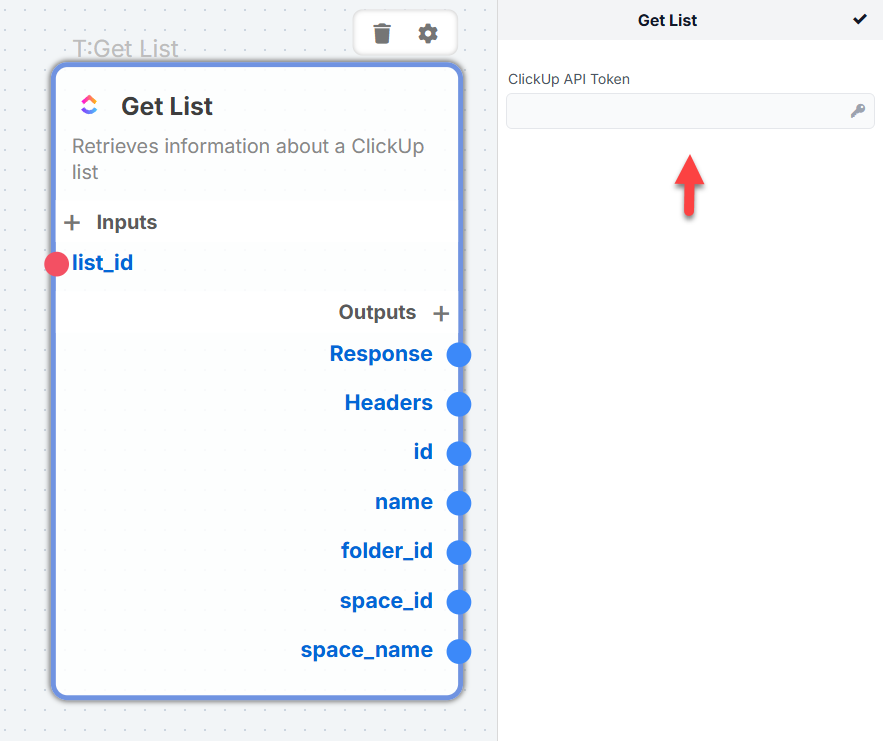 T:Get List
Get List
Retrieves information about a ClickUp
list
Inputs
list_id
Outputs
Response
Headers
id
name
folder_id
space_id
space_name
Get List
ClickUp API Token